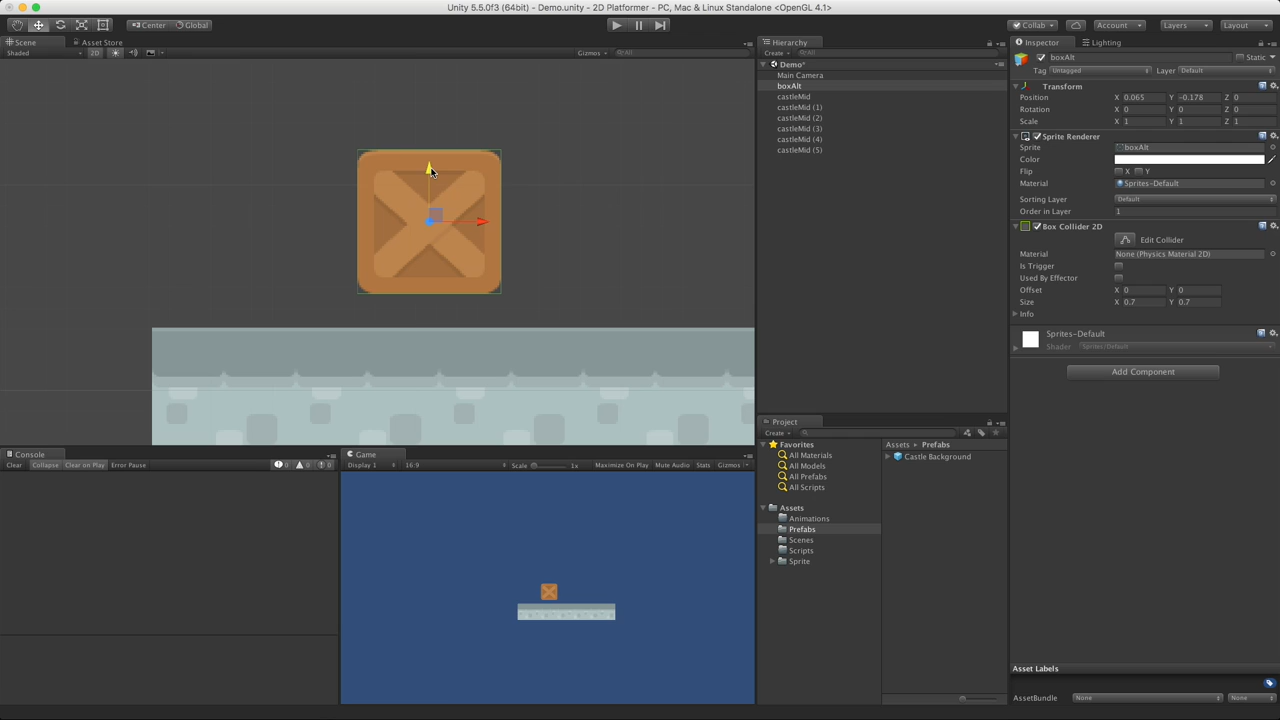 Unity 5.5.0f3 (64bit) - Demo.unity - 2D Platformer - PC, Mac & Linux Standalone <OpenGL 4.1>
Center Global Collab Account Layers Layout
Scene Asset Store
Shaded 2D Gizmos All
Hierarchy
Create All
Demo*
Main Camera
boxAlt
castleMid
castleMid (1)
castleMid (2)
castleMid (3)
castleMid (4)
castleMid (5)
Inspector Lighting
boxAlt Static
Tag Untagged Layer Default
Transform
Position X 0.065 Y -0.178 Z 0
Rotation X 0 Y 0 Z 0
Scale X 1 Y 1 Z 1
Sprite Renderer
Sprite boxAlt
Color
Flip X Y
Material Sprites-Default
Sorting Layer Default
Order in Layer 1
Box Collider 2D
Edit Collider
Material None (Physics Material 2D)
Is Trigger
Used By Effector
Offset X 0 Y 0
Size X 0.7 Y 0.7
Info
Sprites-Default
Shader Sprites/Default
Add Component
Project
Create
Favorites
All Materials
All Models
All Prefabs
All Scripts
Assets
Animations
Prefabs
Scenes
Scripts
Sprite
Assets Prefabs
Castle Background
Console
Clear Collapse Clear on Play Error Pause 0 0 0
Game
Display 1 16:9 Scale 1x Maximize On Play Mute Audio Stats Gizmos
Asset Labels
AssetBundle None None